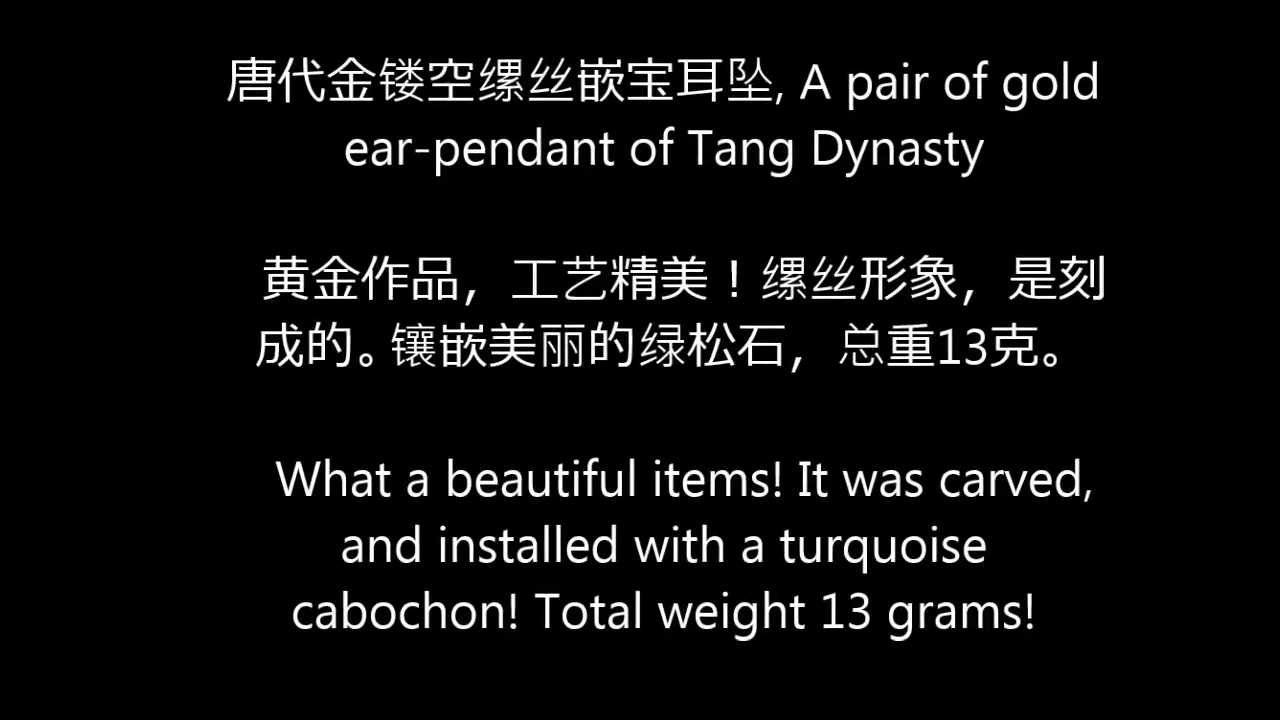 唐代金镂空缧丝嵌宝耳坠, A pair of gold
ear-pendant of Tang Dynasty
黄金作品，工艺精美！缧丝形象，是刻
成的。镶嵌美丽的绿松石，总重13克。
What a beautiful items! It was carved,
and installed with a turquoise
cabochon! Total weight 13 grams!